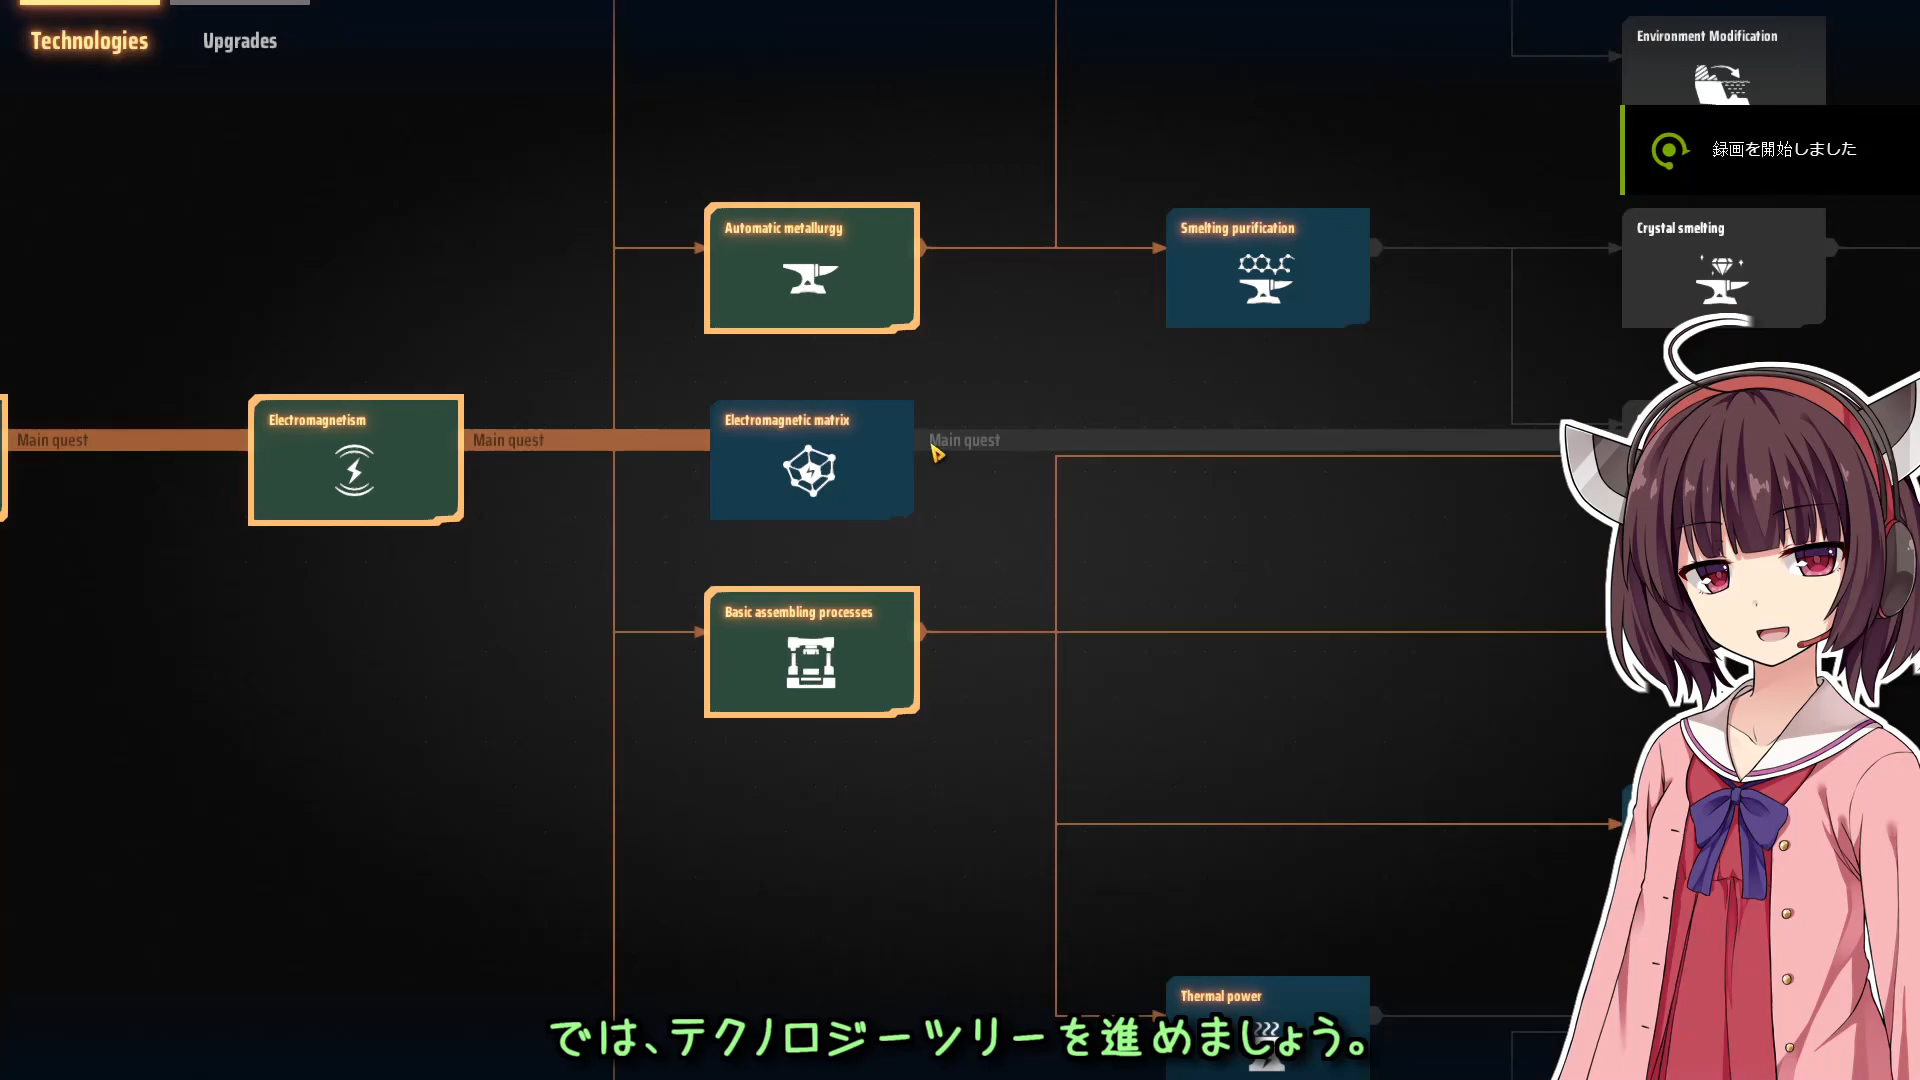 Technologies
Upgrades
Environment Modification
録画を開始しました
Automatic metallurgy
Smelting purification
Crystal smelting
Main quest
Electromagnetism
Main quest
Electromagnetic matrix
Main quest
Basic assembling processes
Thermal power
では、テクノロジーツリーを進めましょう。